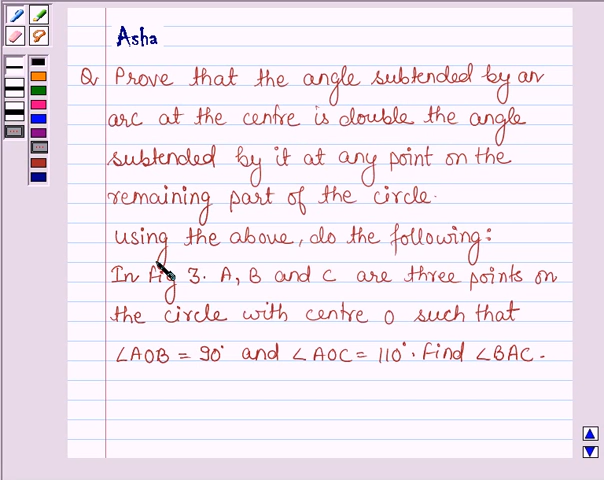 Asha
Q Prove that the angle subtended by an
arc at the centre is double the angle
subtended by it at any point on the
remaining part of the circle.
Using the above, do the following:
In fig 3. A, B and C are three points on
the circle with centre O such that
∠AOB = 90° and ∠AOC = 110°. Find ∠BAC.